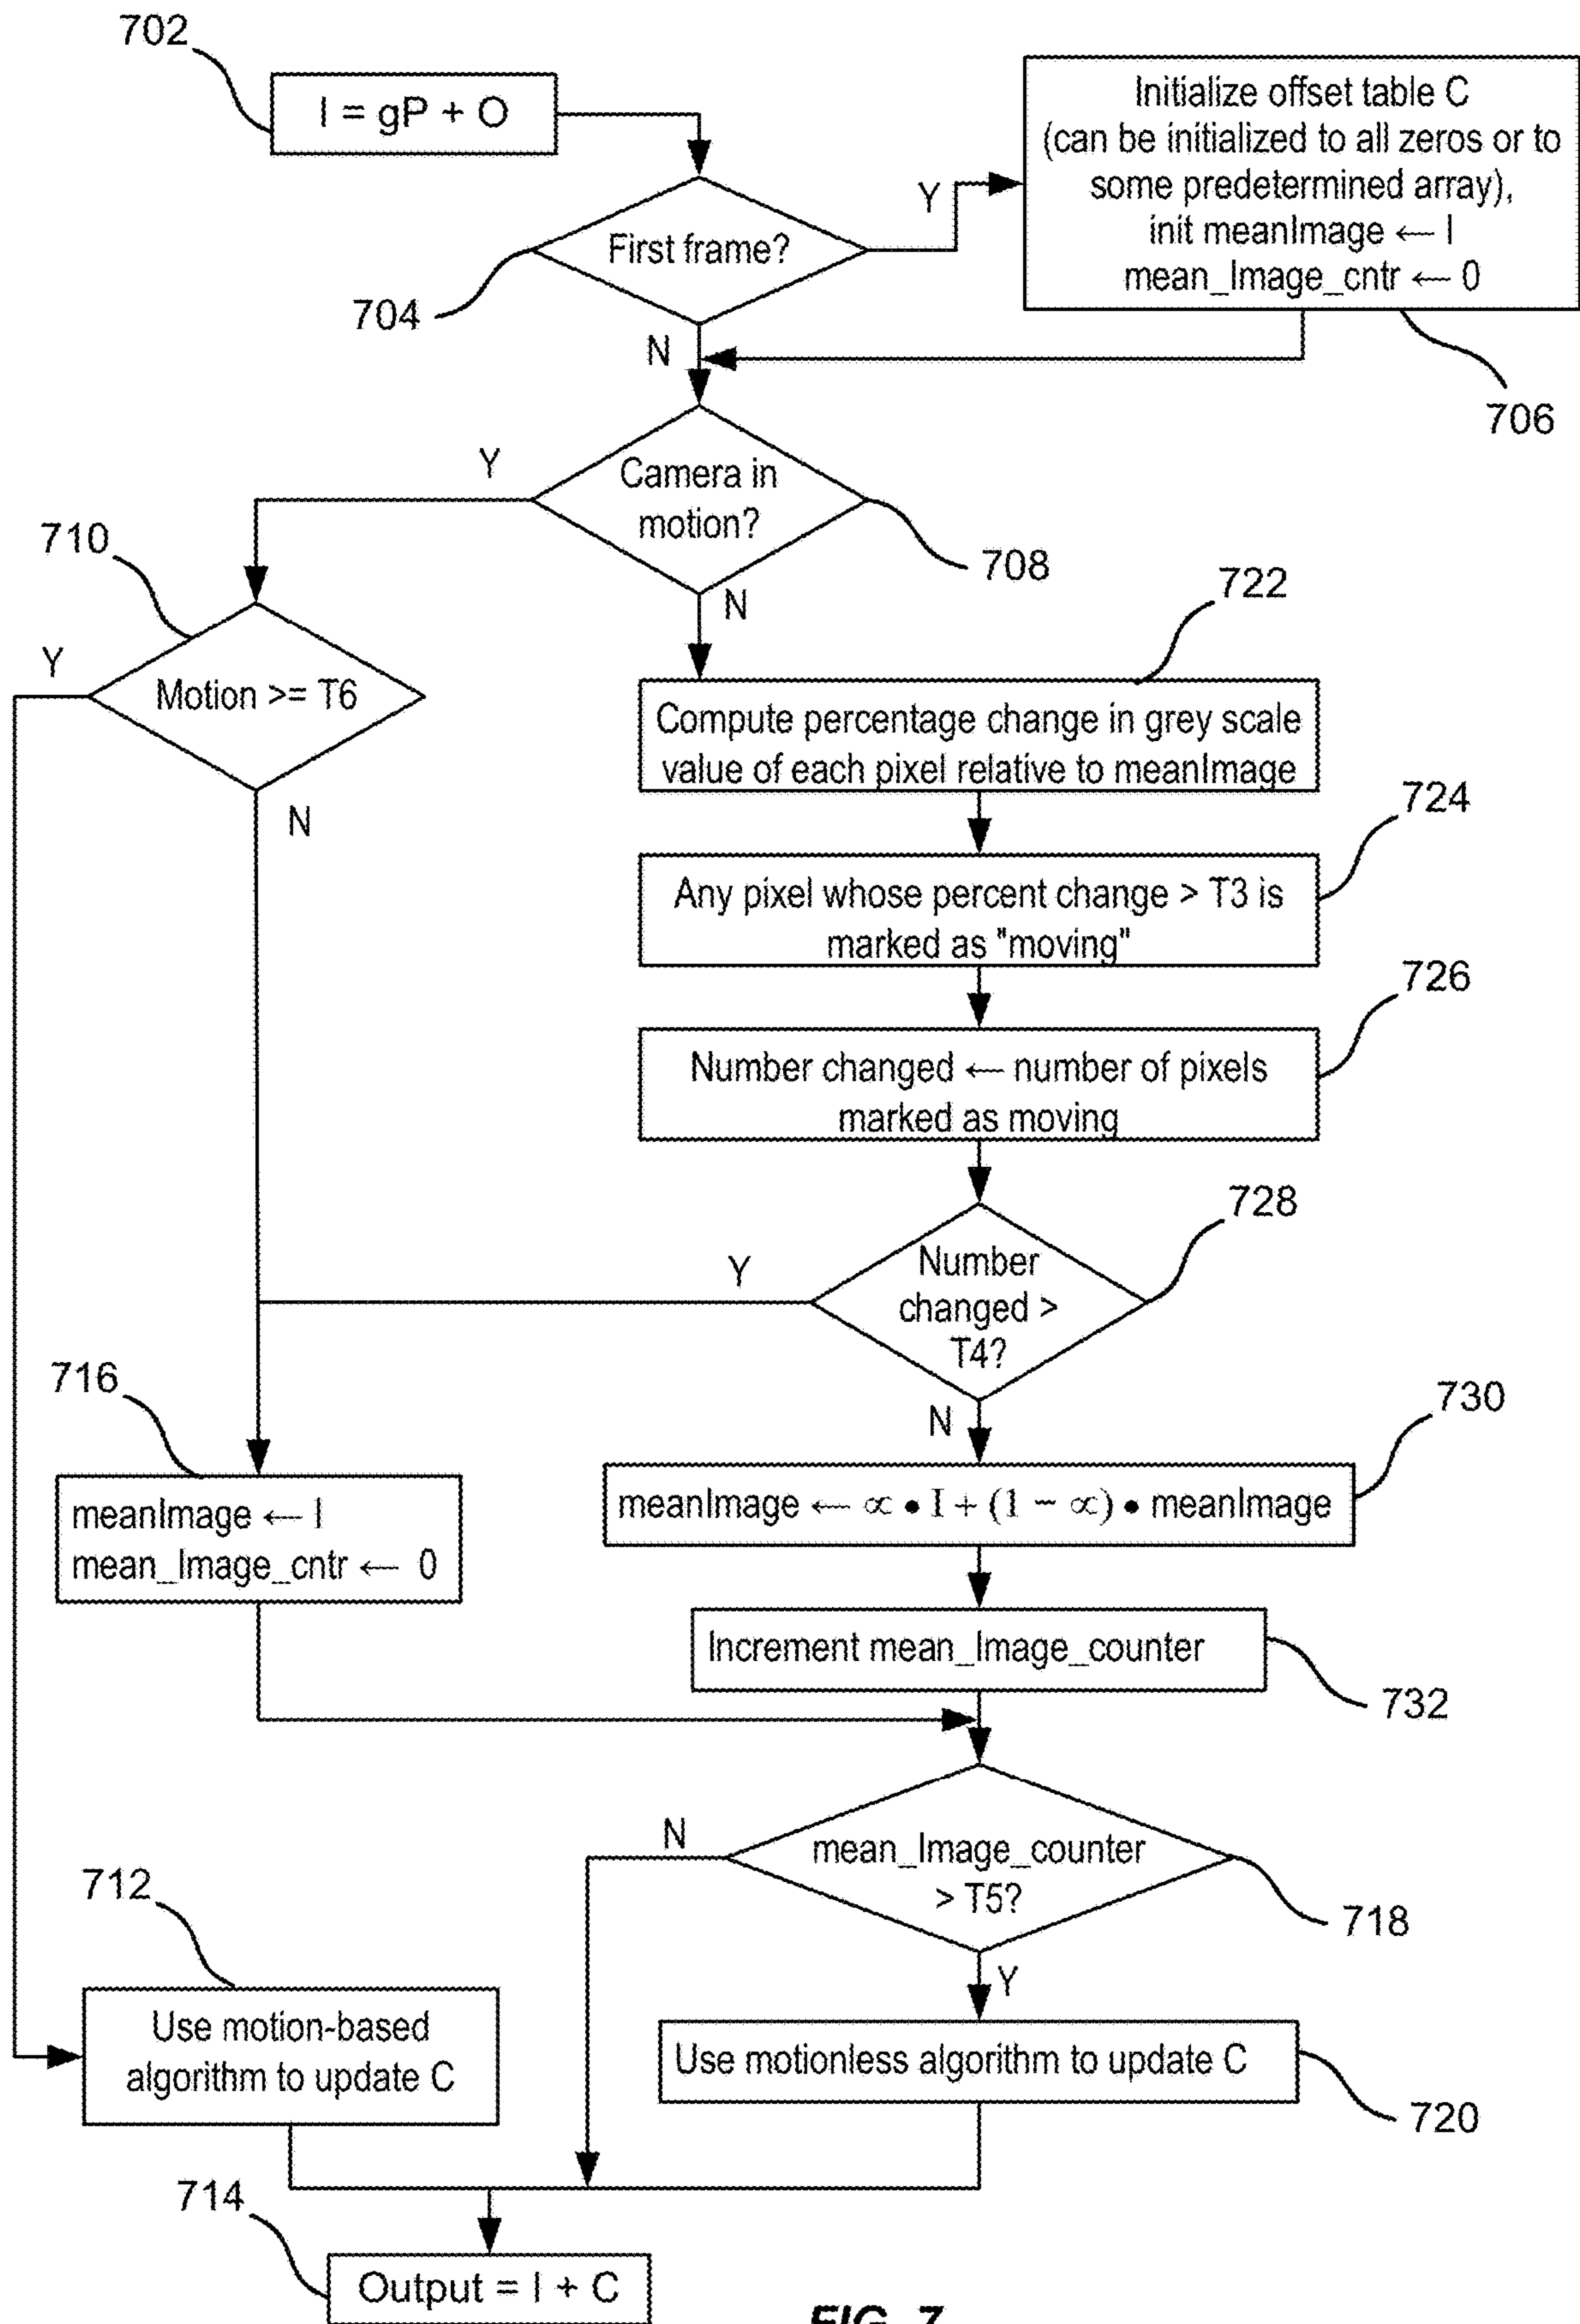 702
I = gP + O
Initialize offset table C
(can be initialized to all zeros or to
some predetermined array),
init meanImage ← I
mean_Image_cntr ← 0
Y
First frame?
704
N
706
Y
Camera in
motion?
708
710
N
722
Y
Motion >= T6
Compute percentage change in grey scale
value of each pixel relative to meanImage
N
724
Any pixel whose percent change > T3 is
marked as "moving"
726
Number changed ← number of pixels
marked as moving
728
Y
Number
changed >
T4?
716
N
730
meanImage ← ∝ • I + (1 − ∝) • meanImage
meanImage ← I
mean_Image_cntr ← 0
Increment mean_Image_counter
732
N
mean_Image_counter
> T5?
712
718
Y
Use motion-based
algorithm to update C
Use motionless algorithm to update C
720
714
Output = I + C
FIG. 7